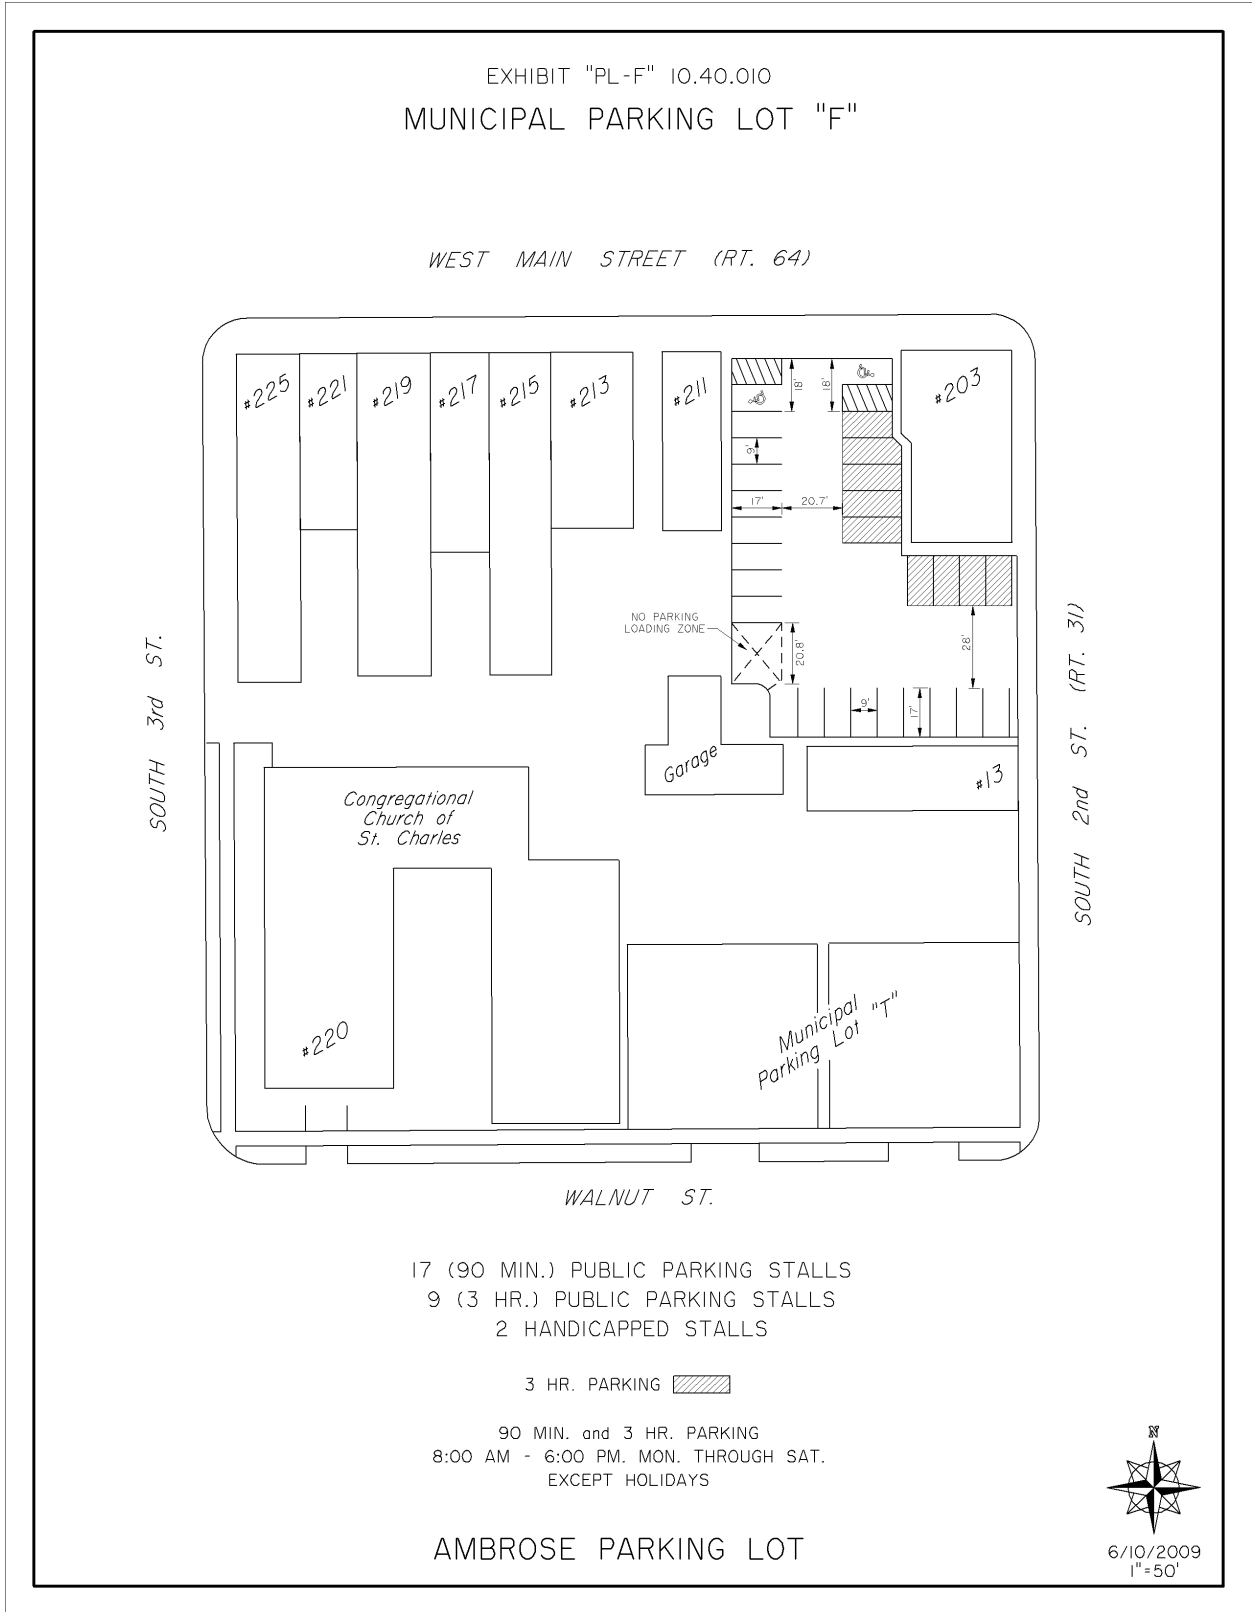 EXHIBIT "PL-F" 10.40.010
MUNICIPAL PARKING LOT "F"
WEST MAIN STREET (RT. 64)
#225
#221
#219
#217
#215
#213
#211
#203
18'
18'
9'
17'
20.7'
NO PARKING
LOADING ZONE
20.8'
28'
9'
17'
SOUTH 3rd ST.
SOUTH 2nd ST. (RT. 31)
Garage
#13
Congregational
Church of
St. Charles
#220
Municipal
Parking Lot "T"
WALNUT ST.
17 (90 MIN.) PUBLIC PARKING STALLS
9 (3 HR.) PUBLIC PARKING STALLS
2 HANDICAPPED STALLS
3 HR. PARKING
90 MIN. and 3 HR. PARKING
8:00 AM - 6:00 PM. MON. THROUGH SAT.
EXCEPT HOLIDAYS
N
AMBROSE PARKING LOT
6/10/2009
1"=50'